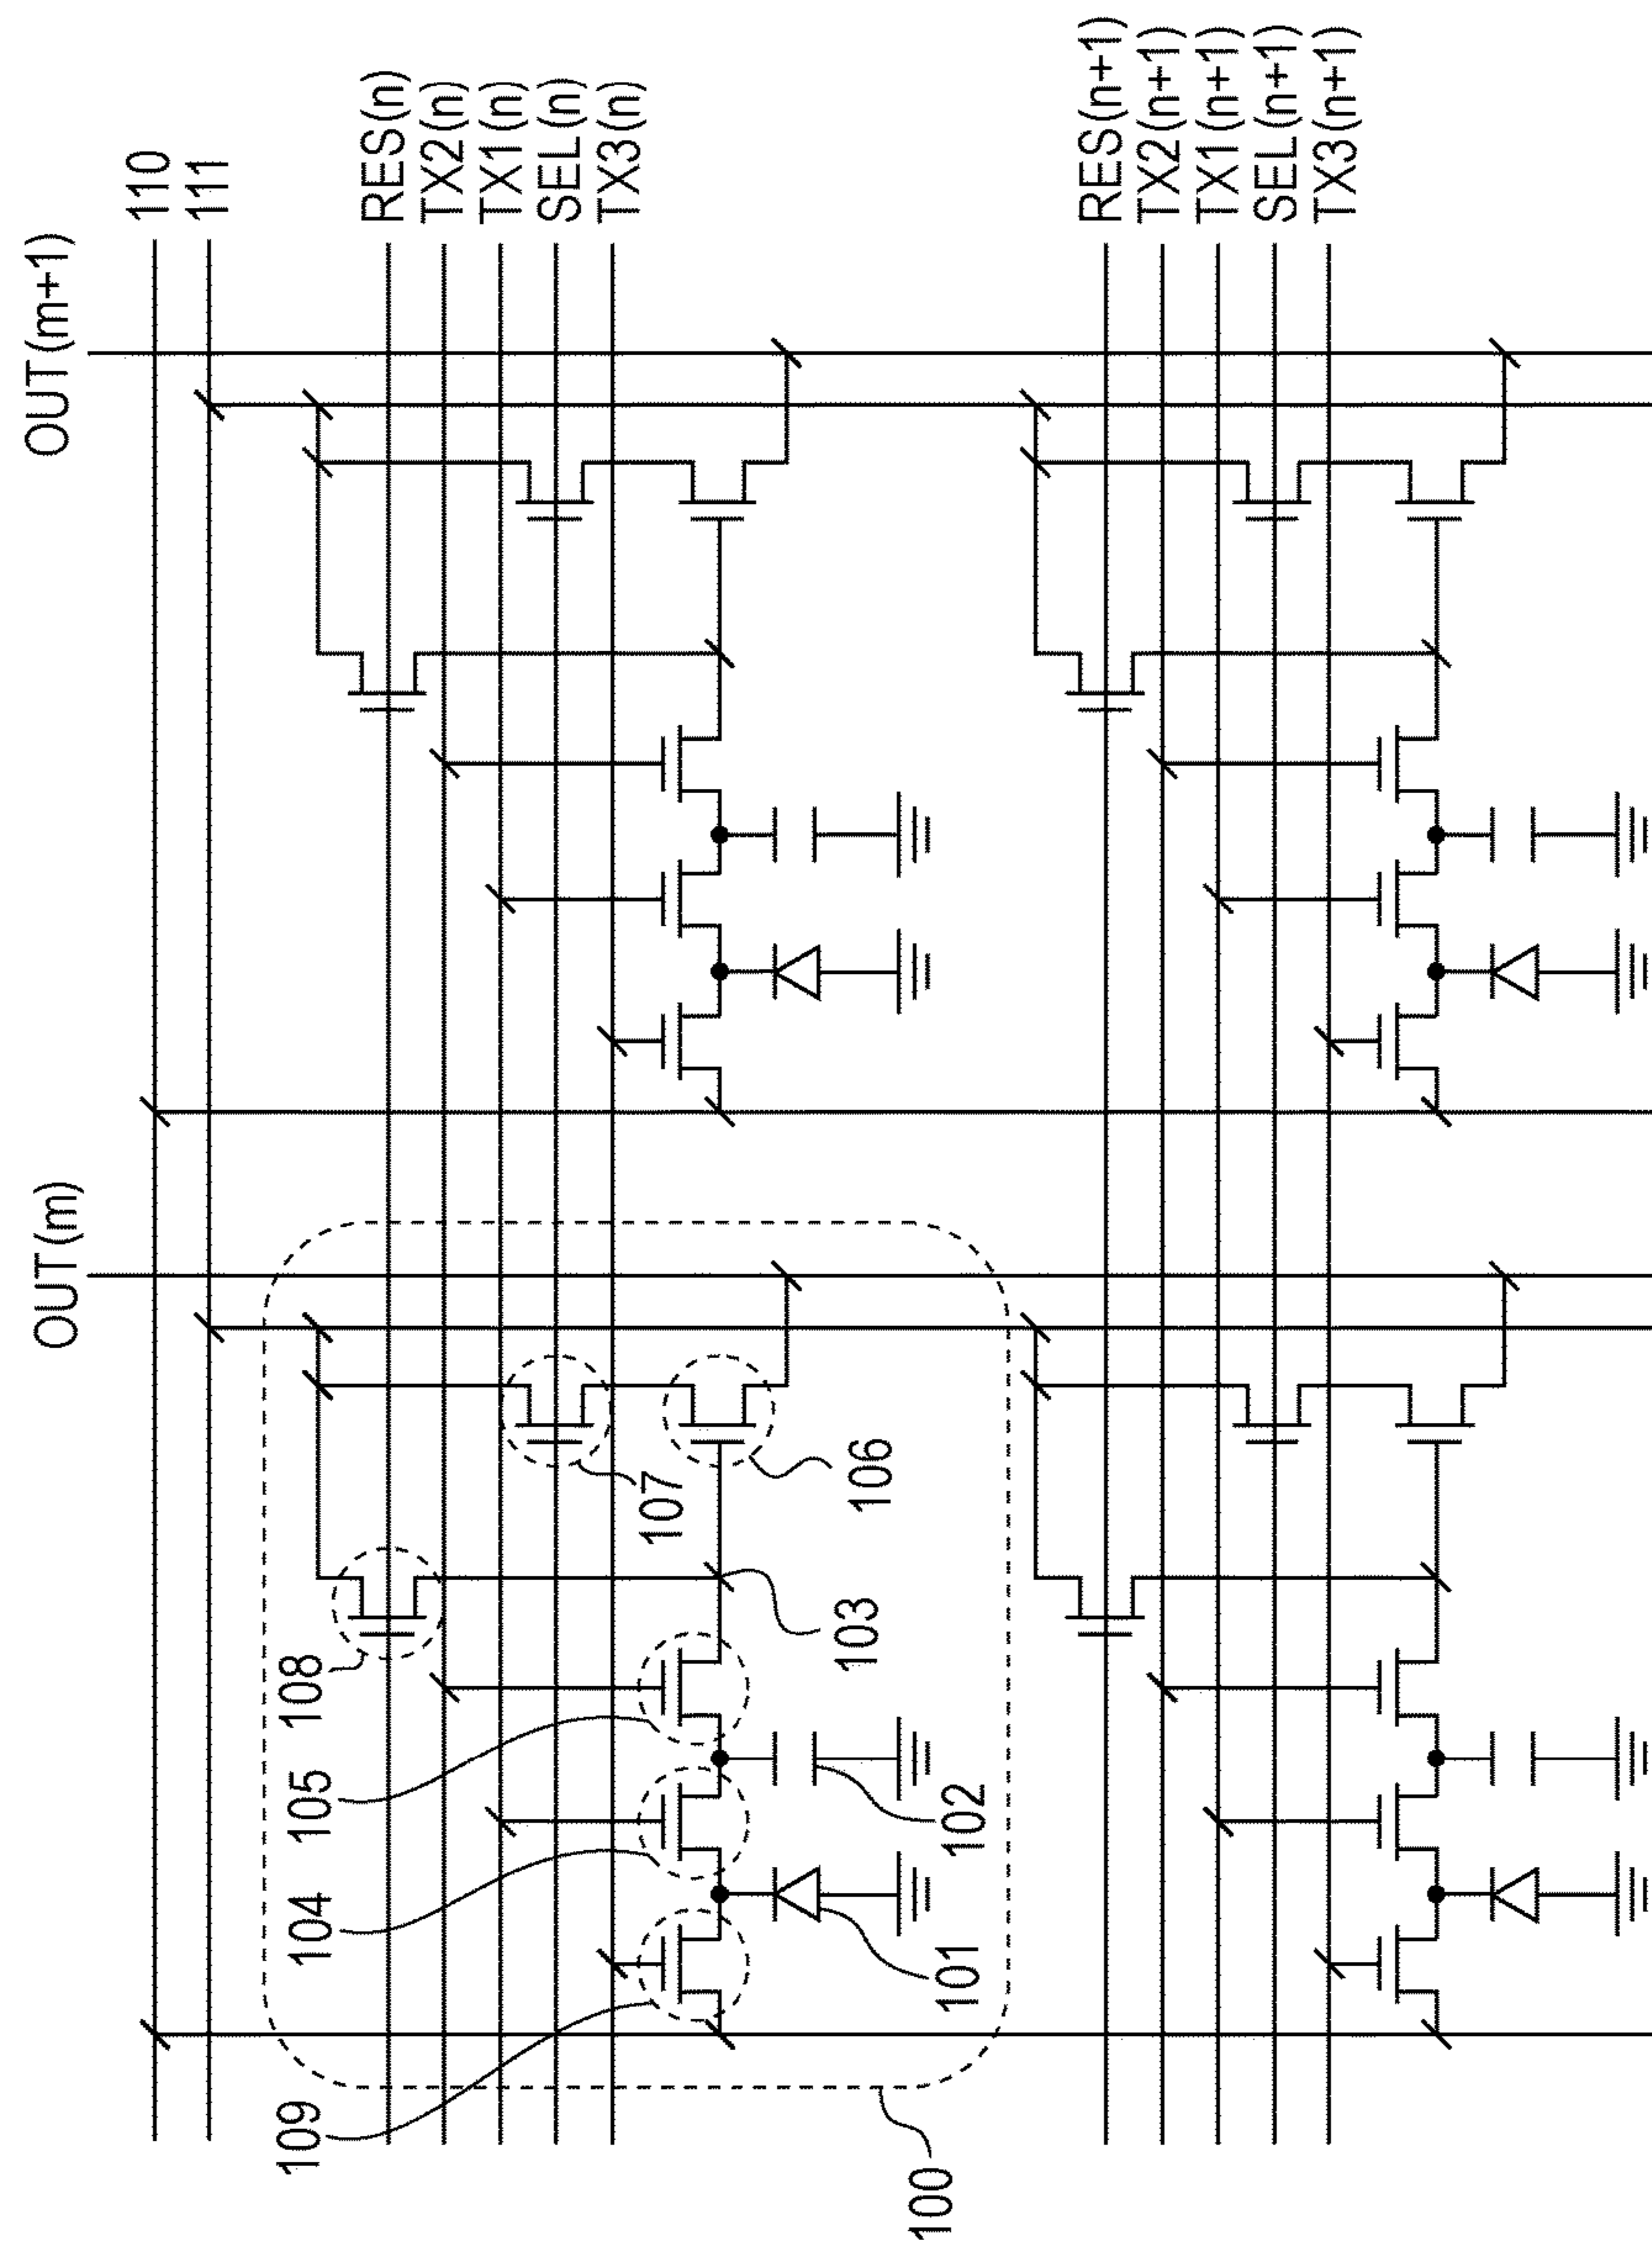 OUT(m)
OUT(m+1)
110
111
RES(n)
TX2(n)
TX1(n)
SEL(n)
TX3(n)
109
104
105
108
107
106
103
102
101
100
RES(n+1)
TX2(n+1)
TX1(n+1)
SEL(n+1)
TX3(n+1)